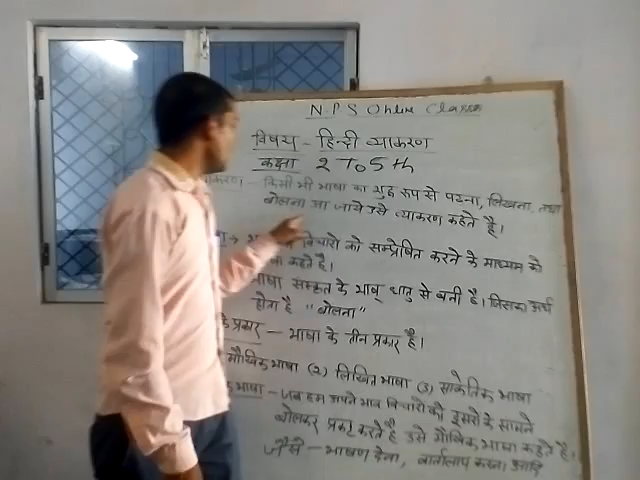 N.P.S Online Classes
विषय - हिन्दी व्याकरण
कक्षा 2 To 5th
किसी भी भाषा का शुद्ध रूप से पढना, लिखना, तथा
बोलना जा जाये उसे व्याकरण कहते है।
विचारो को सम्प्रेषित करने के माध्यम को
कहते है।
भाषा संस्कृत के भाष् धातु से बनी है। जिसका अर्थ
होता है "बोलना"
के प्रकार - भाषा के तीन प्रकार है।
मौखिक भाषा (2) लिखित भाषा (3) सांकेतिक भाषा
भाषा - जब हम अपने भाव विचारो को दूसरो के सामने
बोलकर प्रकट करते है उसे मौखिक भाषा कहते है।
जैसे - भाषण देना, वार्तालाप करना आदि